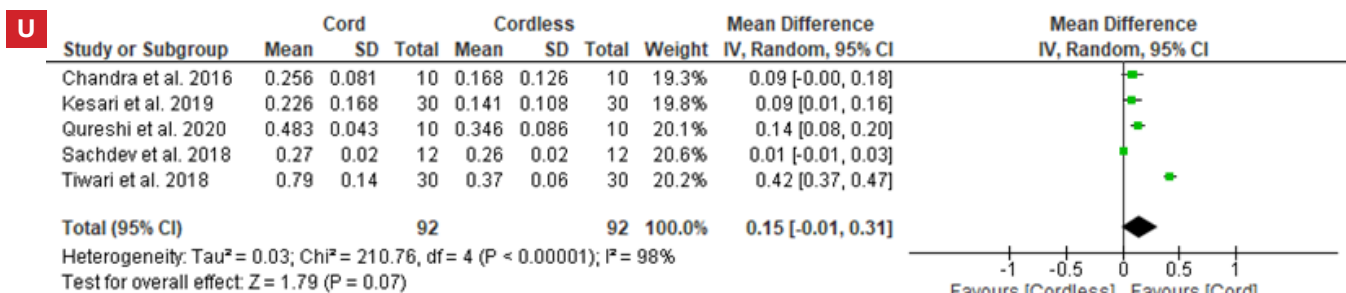 U
Cord Cordless Mean Difference Mean Difference
Study or Subgroup Mean SD Total Mean SD Total Weight IV, Random, 95% CI IV, Random, 95% CI
Chandra et al. 2016 0.256 0.081 10 0.168 0.126 10 19.3% 0.09 [-0.00, 0.18]
Kesari et al. 2019 0.226 0.168 30 0.141 0.108 30 19.8% 0.09 [0.01, 0.16]
Qureshi et al. 2020 0.483 0.043 10 0.346 0.086 10 20.1% 0.14 [0.08, 0.20]
Sachdev et al. 2018 0.27 0.02 12 0.26 0.02 12 20.6% 0.01 [-0.01, 0.03]
Tiwari et al. 2018 0.79 0.14 30 0.37 0.06 30 20.2% 0.42 [0.37, 0.47]
Total (95% CI) 92 92 100.0% 0.15 [-0.01, 0.31]
Heterogeneity: Tau² = 0.03; Chi² = 210.76, df = 4 (P < 0.00001); I² = 98%
Test for overall effect: Z = 1.79 (P = 0.07)
-1 -0.5 0 0.5 1
Favours [Cordless] Favours [Cord]